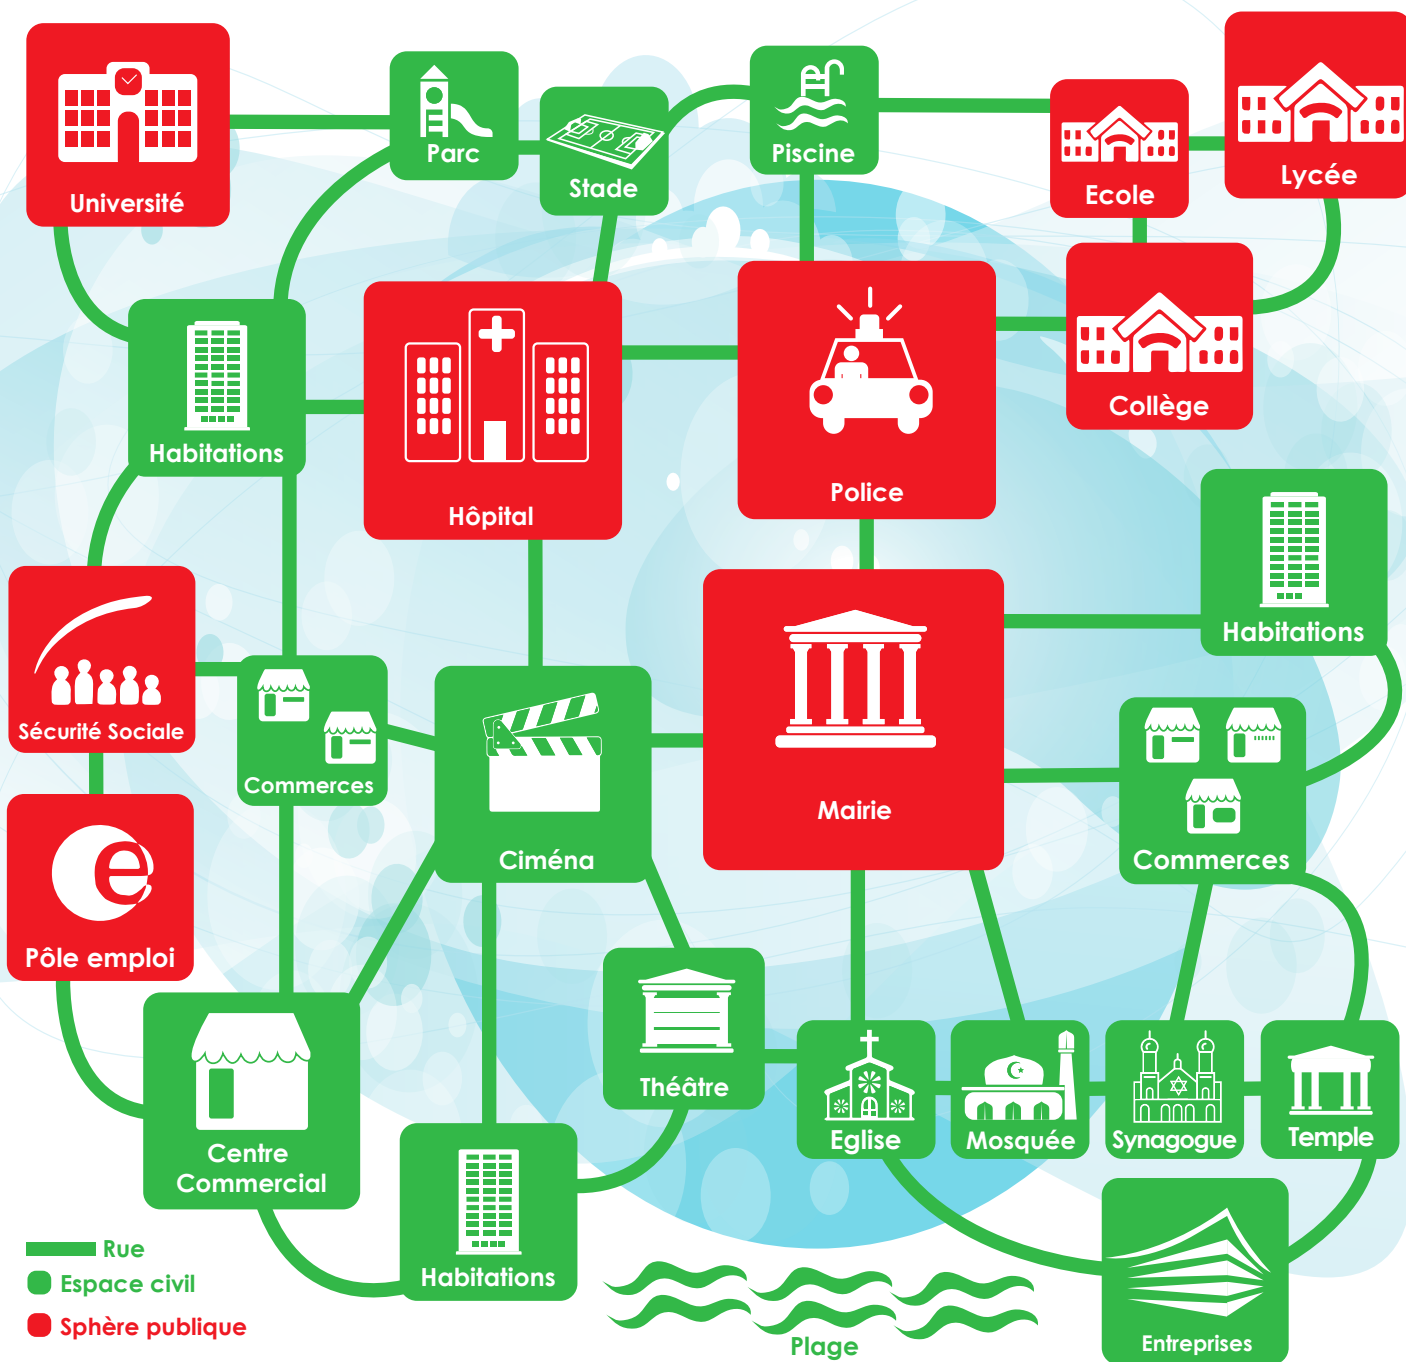 Université
Parc
Stade
Piscine
Ecole
Lycée
Habitations
Hôpital
Police
Collège
Habitations
Sécurité Sociale
Commerces
Ciména
Mairie
Commerces
Pôle emploi
Centre
Commercial
Théâtre
Eglise
Mosquée
Synagogue
Temple
Habitations
Entreprises
Rue
Espace civil
Sphère publique
Plage